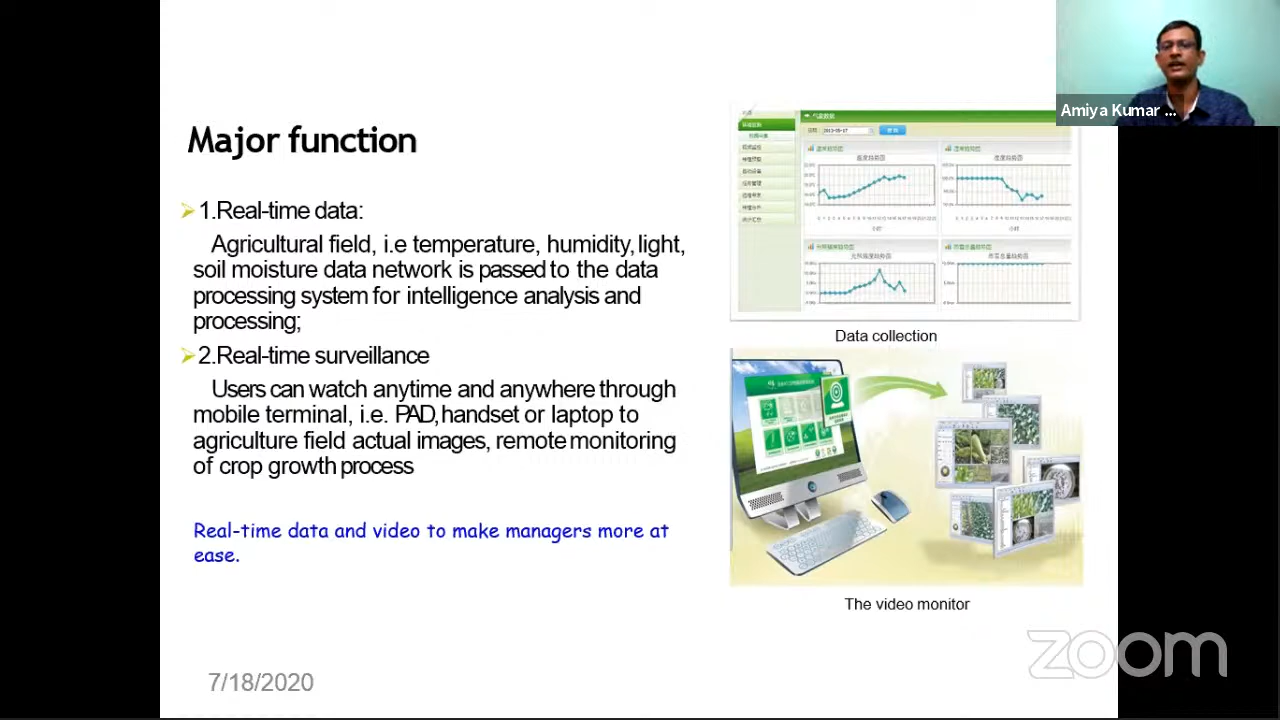 Amiya Kumar ...
Major function
1.Real-time data:
Agricultural field, i.e temperature, humidity, light,
soil moisture data network is passed to the data
processing system for intelligence analysis and
processing;
2.Real-time surveillance
Users can watch anytime and anywhere through
mobile terminal, i.e. PAD, handset or laptop to
agriculture field actual images, remote monitoring
of crop growth process
Real-time data and video to make managers more at
ease.
Data collection
The video monitor
zoom
7/18/2020